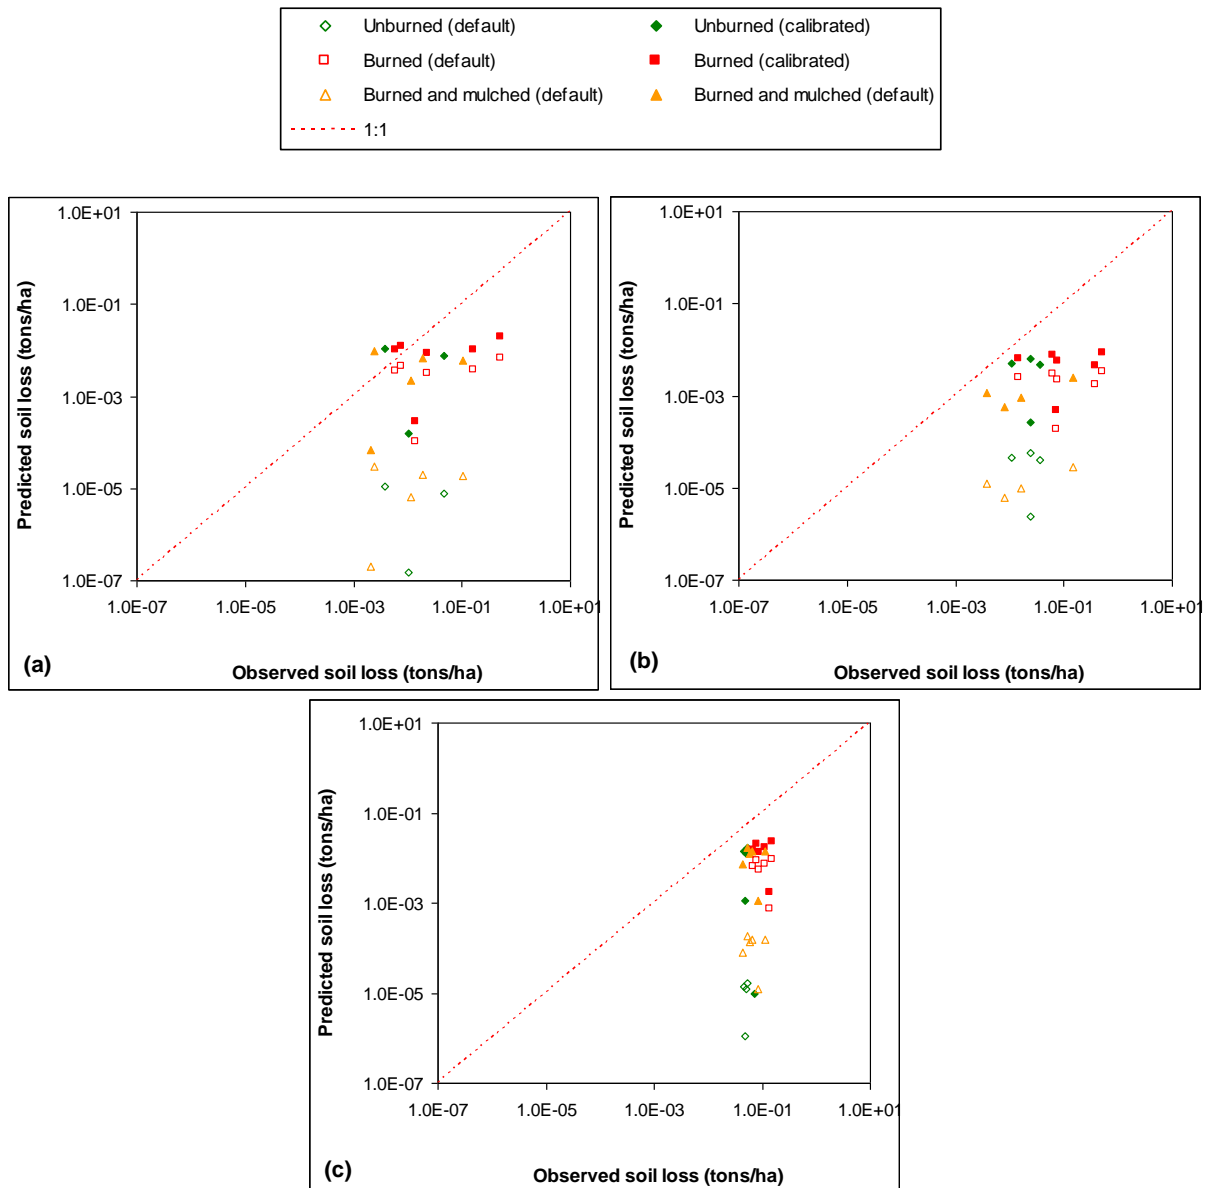 Unburned (default)
Unburned (calibrated)
Burned (default)
Burned (calibrated)
Burned and mulched (default)
Burned and mulched (default)
1:1
Predicted soil loss (tons/ha)
1.0E+01
1.0E-01
1.0E-03
1.0E-05
1.0E-07
1.0E-07
1.0E-05
1.0E-03
1.0E-01
1.0E+01
(a)
Observed soil loss (tons/ha)
Predicted soil loss (tons/ha)
1.0E+01
1.0E-01
1.0E-03
1.0E-05
1.0E-07
1.0E-07
1.0E-05
1.0E-03
1.0E-01
1.0E+01
(b)
Observed soil loss (tons/ha)
Predicted soil loss (tons/ha)
1.0E+01
1.0E-01
1.0E-03
1.0E-05
1.0E-07
1.0E-07
1.0E-05
1.0E-03
1.0E-01
1.0E+01
(c)
Observed soil loss (tons/ha)